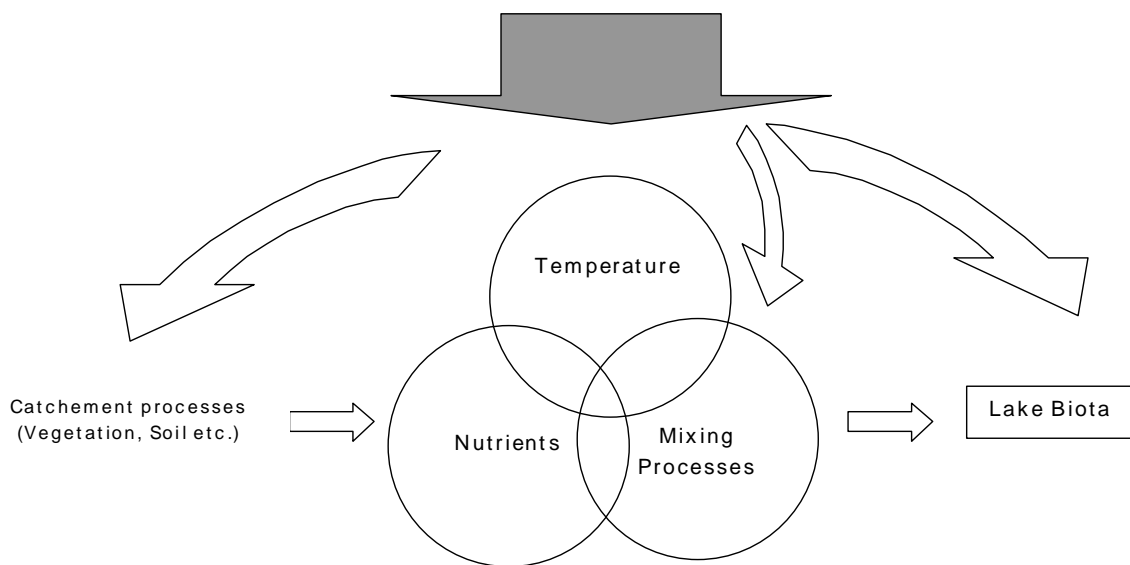 Temperature
Catchement processes
(Vegetation, Soil etc.)
Nutrients
Mixing
Processes
Lake Biota